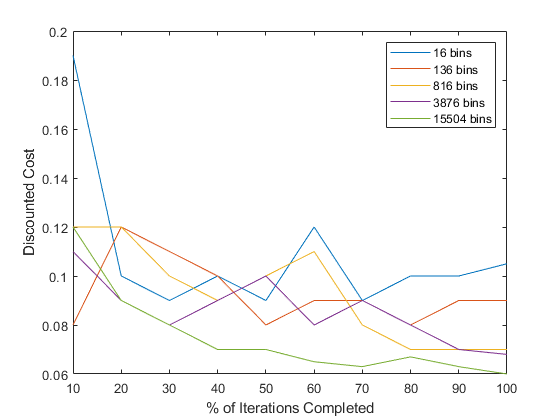 0.2
0.18
0.16
0.14
0.12
0.1
0.08
0.06
Discounted Cost
16 bins
136 bins
816 bins
3876 bins
15504 bins
10 20 30 40 50 60 70 80 90 100
% of Iterations Completed